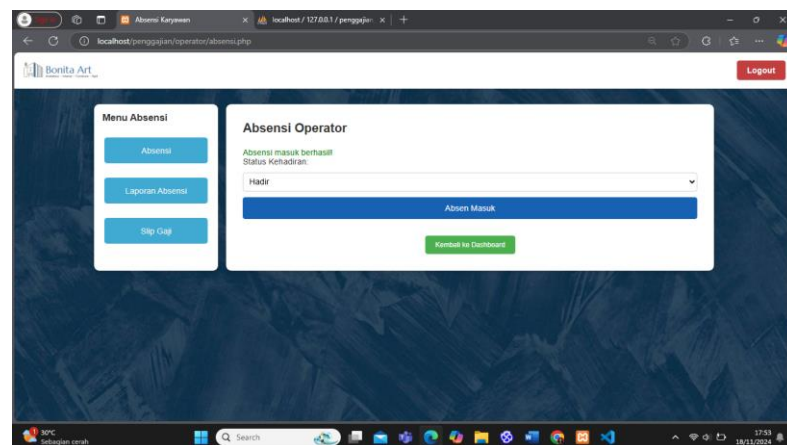 Absensi Karyawan
localhost / 127.0.0.1 / penggajian
localhost/penggajian/operator/absensi.php
Bonita Art
Logout
Menu Absensi
Absensi
Laporan Absensi
Slip Gaji
Absensi Operator
Absensi masuk berhasil!
Status Kehadiran:
Hadir
Absen Masuk
Kembali ke Dashboard
30°C
Sebagian cerah
Search
17:53
18/11/2024